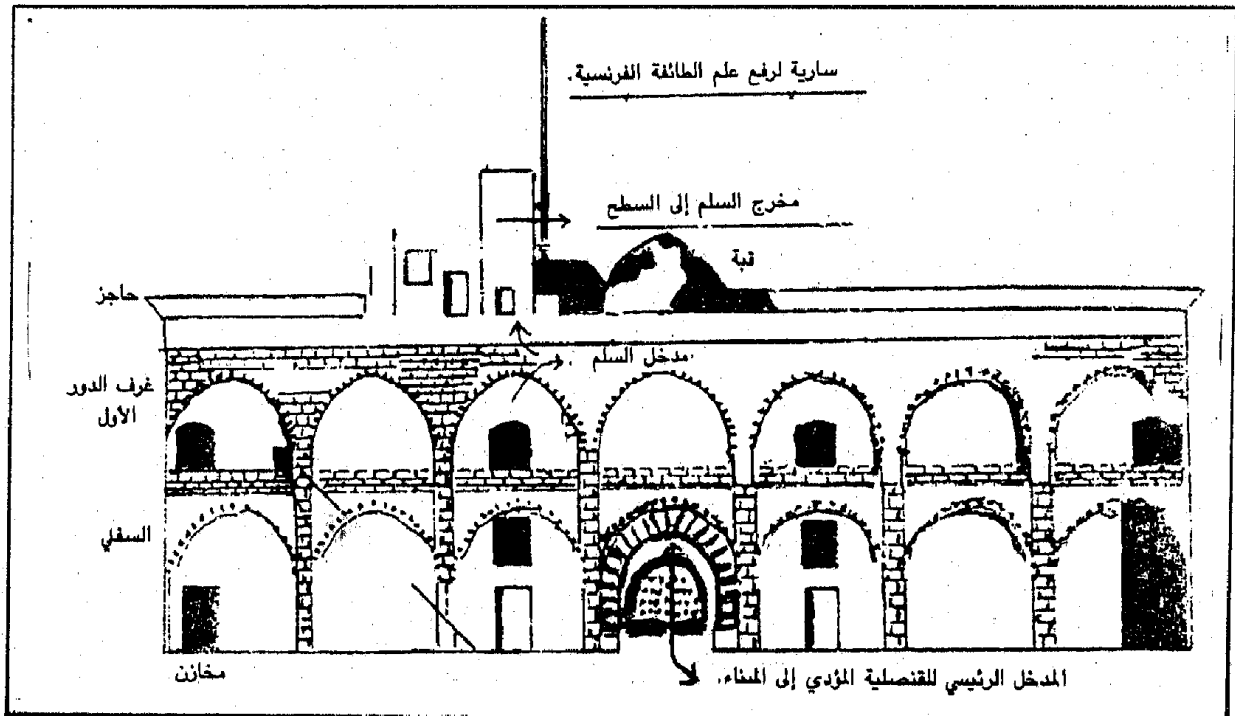 سارية لرفع علم الطائفة الفرنسية.
مخرج السلم إلى السطح
قبة
حاجز
مدخل السلم
غرف الدور
الأول
السفلي
مخازن
المدخل الرئيسي للقنصلية المؤدي إلى الميناء.